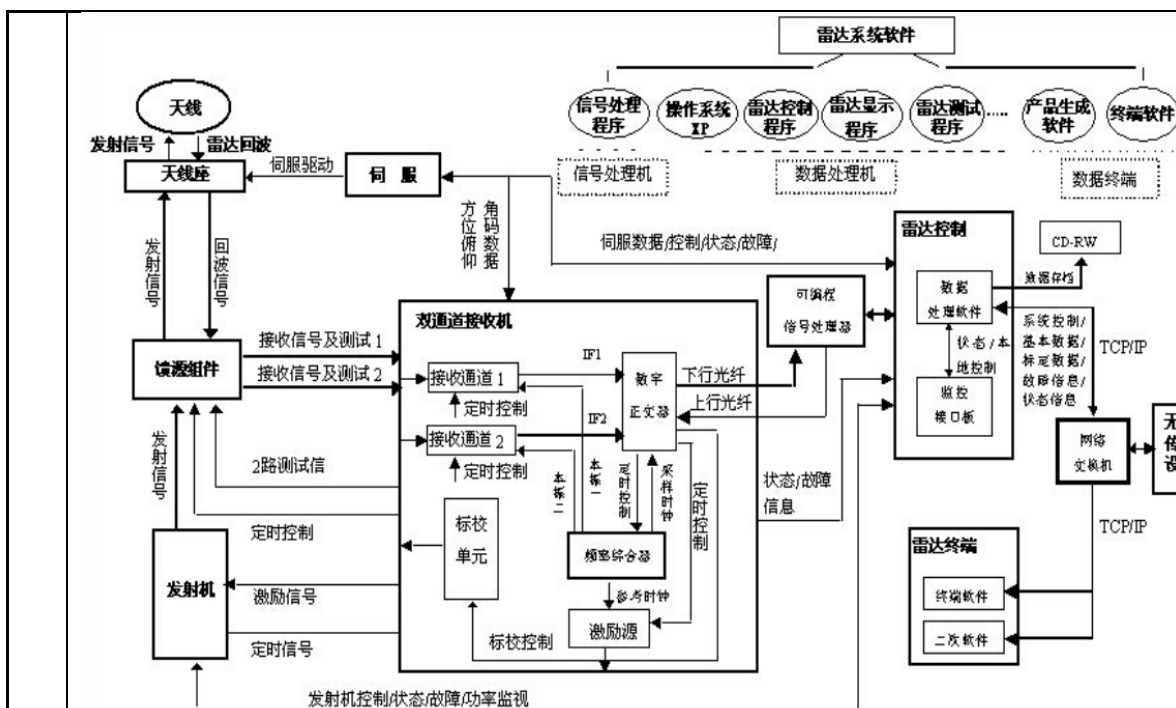 雷达系统软件
信号处理
程序
操作系统
XP
雷达控制
程序
雷达显示
程序
雷达测试
程序
.....
产品生成
软件
终端软件
信号处理机
数据处理机
数据终端
天线
发射信号
雷达回波
天线座
伺服驱动
伺 服
方位俯仰
角码数据
伺服数据/控制/状态/故障/
发射信号
回波信号
馈源组件
接收信号及测试 1
接收信号及测试 2
发射信号
2路测试信
定时控制
发射机
激励信号
定时信号
发射机控制/状态/故障/功率监视
双通道接收机
接收通道 1
定时控制
接收通道 2
定时控制
IF1
IF2
数字
正交器
本振二
本振一
定时控制
采样时钟
定时控制
标校
单元
频率综合器
参考时钟
激励源
标校控制
下行光纤
上行光纤
可编程
信号处理器
状态/故障
信息
雷达控制
数据
处理软件
状态/本
地控制
监控
接口板
CD-RW
数据存档
系统控制/
基本数据/
标定数据/
故障信息/
状态信息
TCP/IP
网络
交换机
无
传
设
TCP/IP
雷达终端
终端软件
二次软件